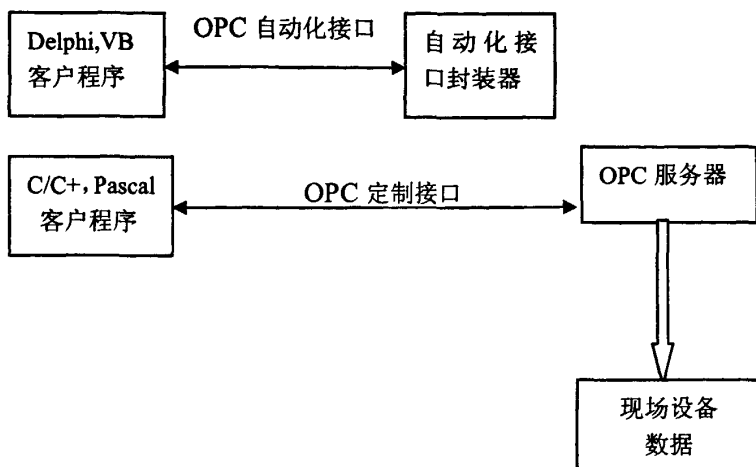 Delphi,VB
客户程序
OPC 自动化接口
自动化接
口封装器
C/C+, Pascal
客户程序
OPC 定制接口
OPC 服务器
现场设备
数据